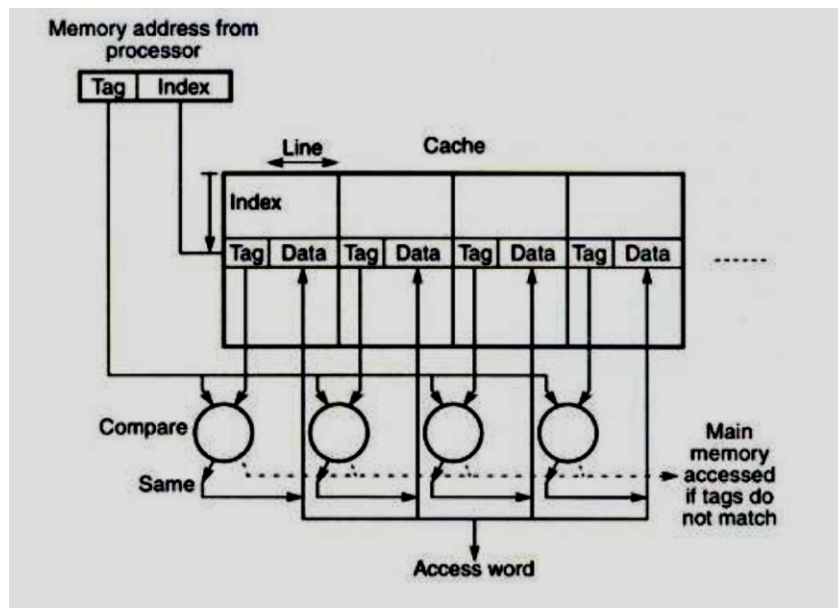 Memory address from
processor
Tag Index
Line Cache
Index
Tag Data Tag Data Tag Data Tag Data
Compare
Same
Main
memory
accessed
if tags do
not match
Access word